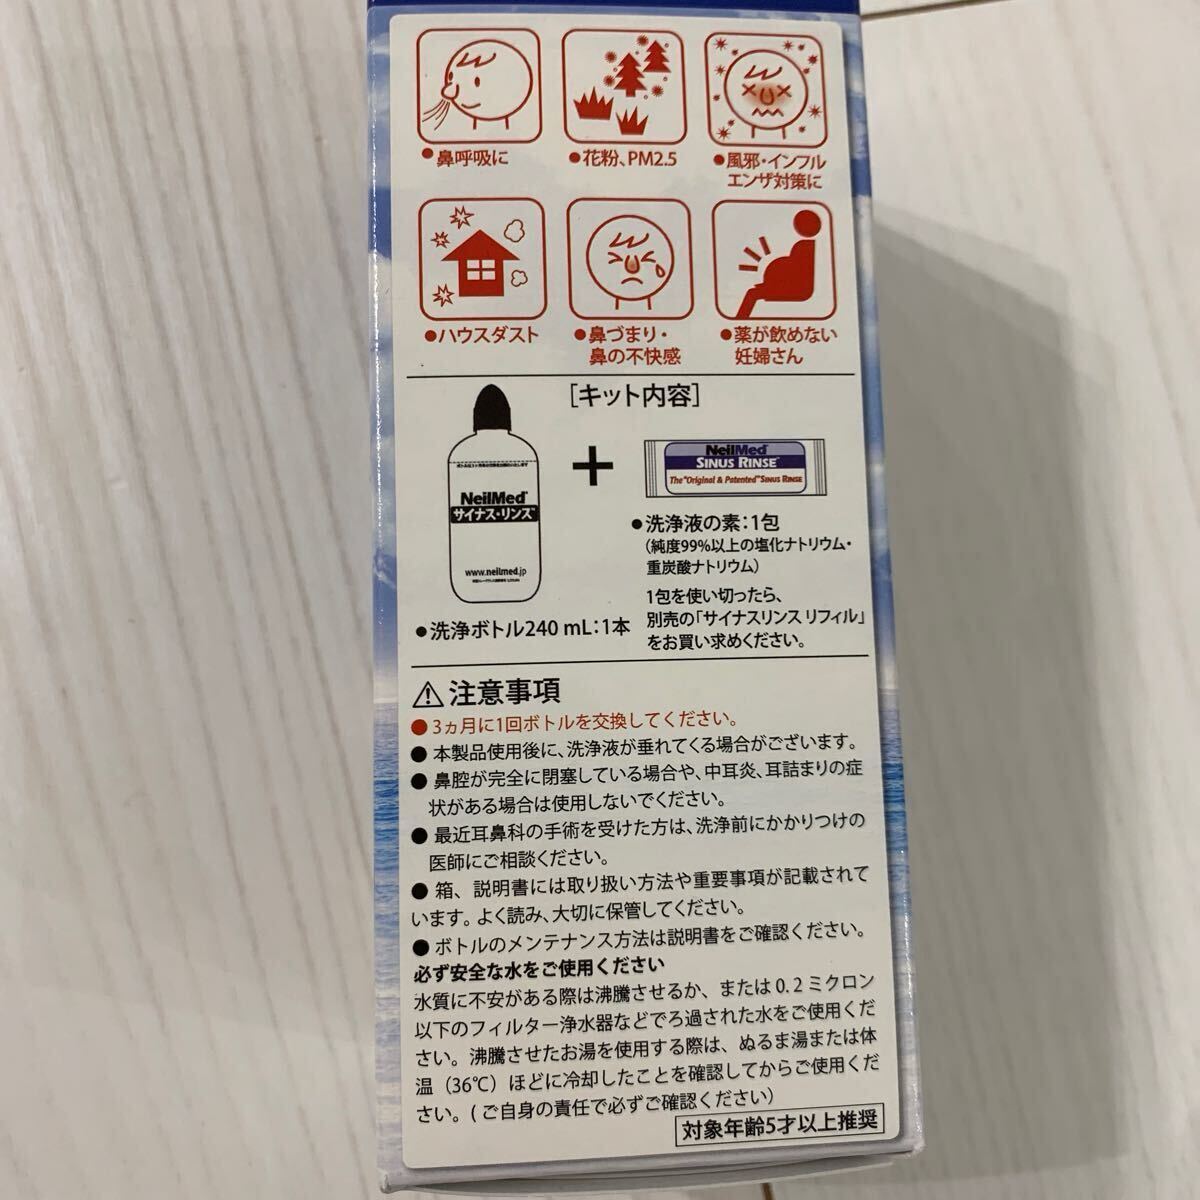 ●鼻呼吸に
●花粉、PM2.5
●風邪・インフル
エンザ対策に
●ハウスダスト
●鼻づまり・
鼻の不快感
●薬が飲めない
妊婦さん
[キット内容]
NeilMed
サイナス・リンス
www.neilmed.jp
+
NeilMed
SINUS RINSE
The "Original & Patented" SINUS RINSE
●洗浄ボトル240 mL:1本
●洗浄液の素:1包
(純度99%以上の塩化ナトリウム・
重炭酸ナトリウム)
1包を使い切ったら、
別売の「サイナスリンス リフィル」
をお買い求めください。
⚠注意事項
●3ヵ月に1回ボトルを交換してください。
●本製品使用後に、洗浄液が垂れてくる場合がございます。
●鼻腔が完全に閉塞している場合や、中耳炎、耳詰まりの症
状がある場合は使用しないでください。
●最近耳鼻科の手術を受けた方は、洗浄前にかかりつけの
医師にご相談ください。
●箱、説明書には取り扱い方法や重要事項が記載されて
います。よく読み、大切に保管してください。
●ボトルのメンテナンス方法は説明書をご確認ください。
必ず安全な水をご使用ください
水質に不安がある際は沸騰させるか、または0.2ミクロン
以下のフィルター浄水器などでろ過された水をご使用くだ
さい。沸騰させたお湯を使用する際は、ぬるま湯または体
温(36℃)ほどに冷却したことを確認してからご使用くだ
さい。(ご自身の責任で必ずご確認ください)
対象年齢5才以上推奨